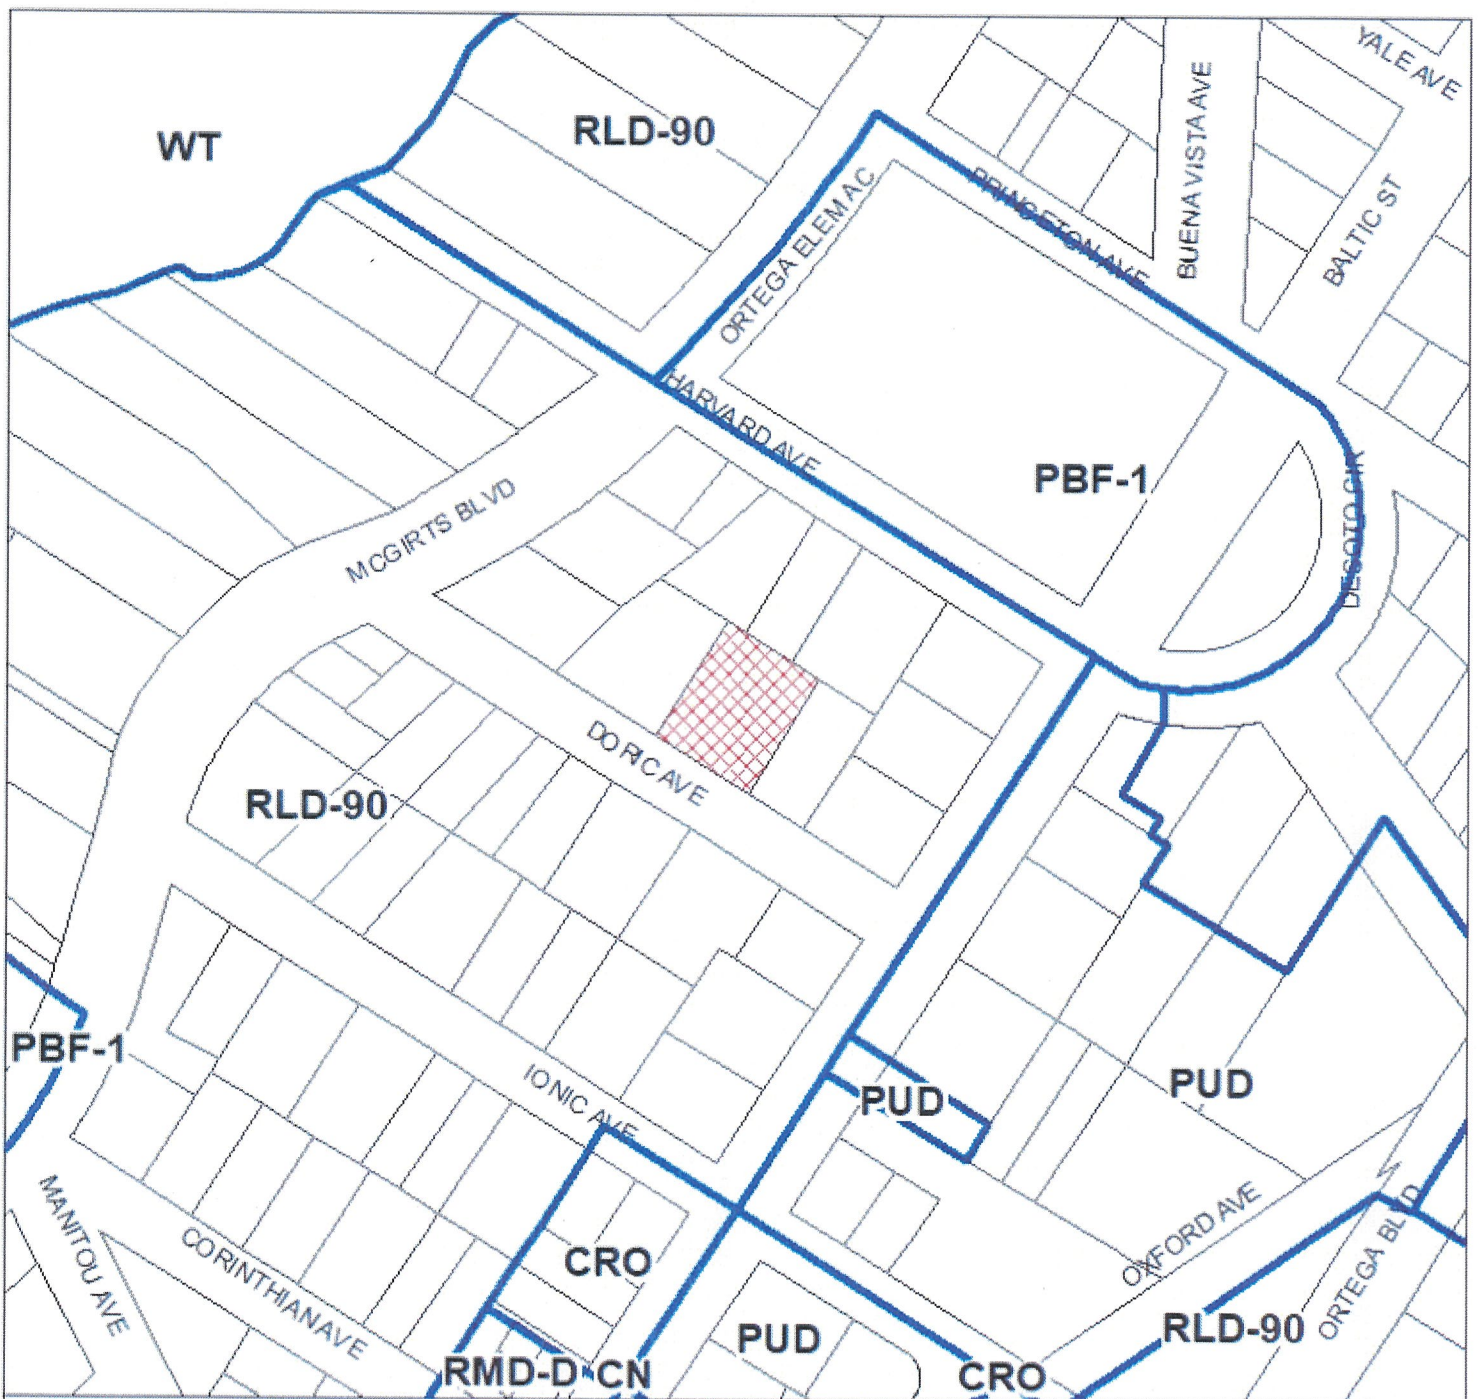 YALE AVE
WT
RLD-90
BUENA VISTA AVE
PRINCETON AVE
BALTIC ST
ORTEGA ELEM AC
HARVARD AVE
PBF-1
MCGIRTS BLVD
DESOTO CIR
DORIC AVE
RLD-90
PBF-1
IONIC AVE
PUD
PUD
MANITOU AVE
CORINTHIAN AVE
CRO
OXFORD AVE
ORTEGA BLVD
RLD-90
PUD
RMD-D
CN
CRO